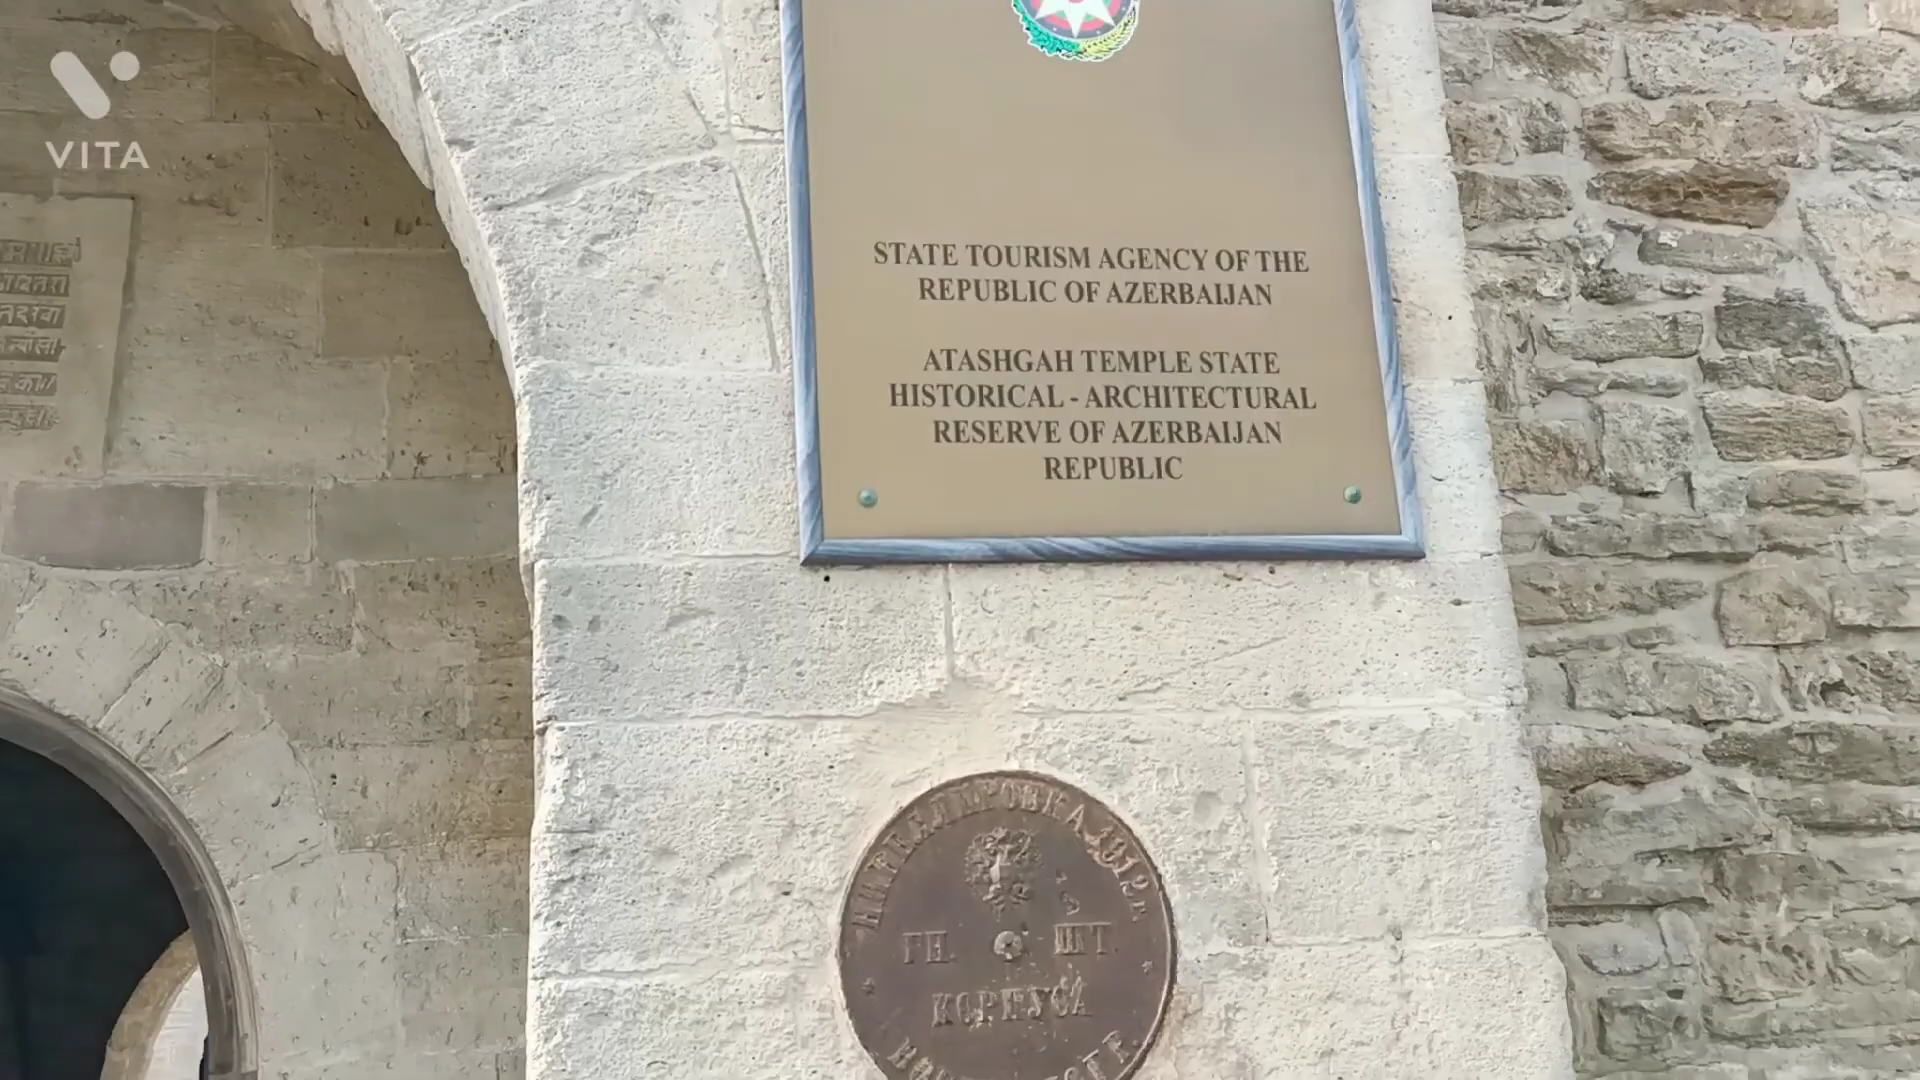 VITA
STATE TOURISM AGENCY OF THE
REPUBLIC OF AZERBAIJAN
ATASHGAH TEMPLE STATE
HISTORICAL - ARCHITECTURAL
RESERVE OF AZERBAIJAN
REPUBLIC
НИВЕЛЛИРОВКА 1912 г.
ГН. ШТ.
КОРПУСА